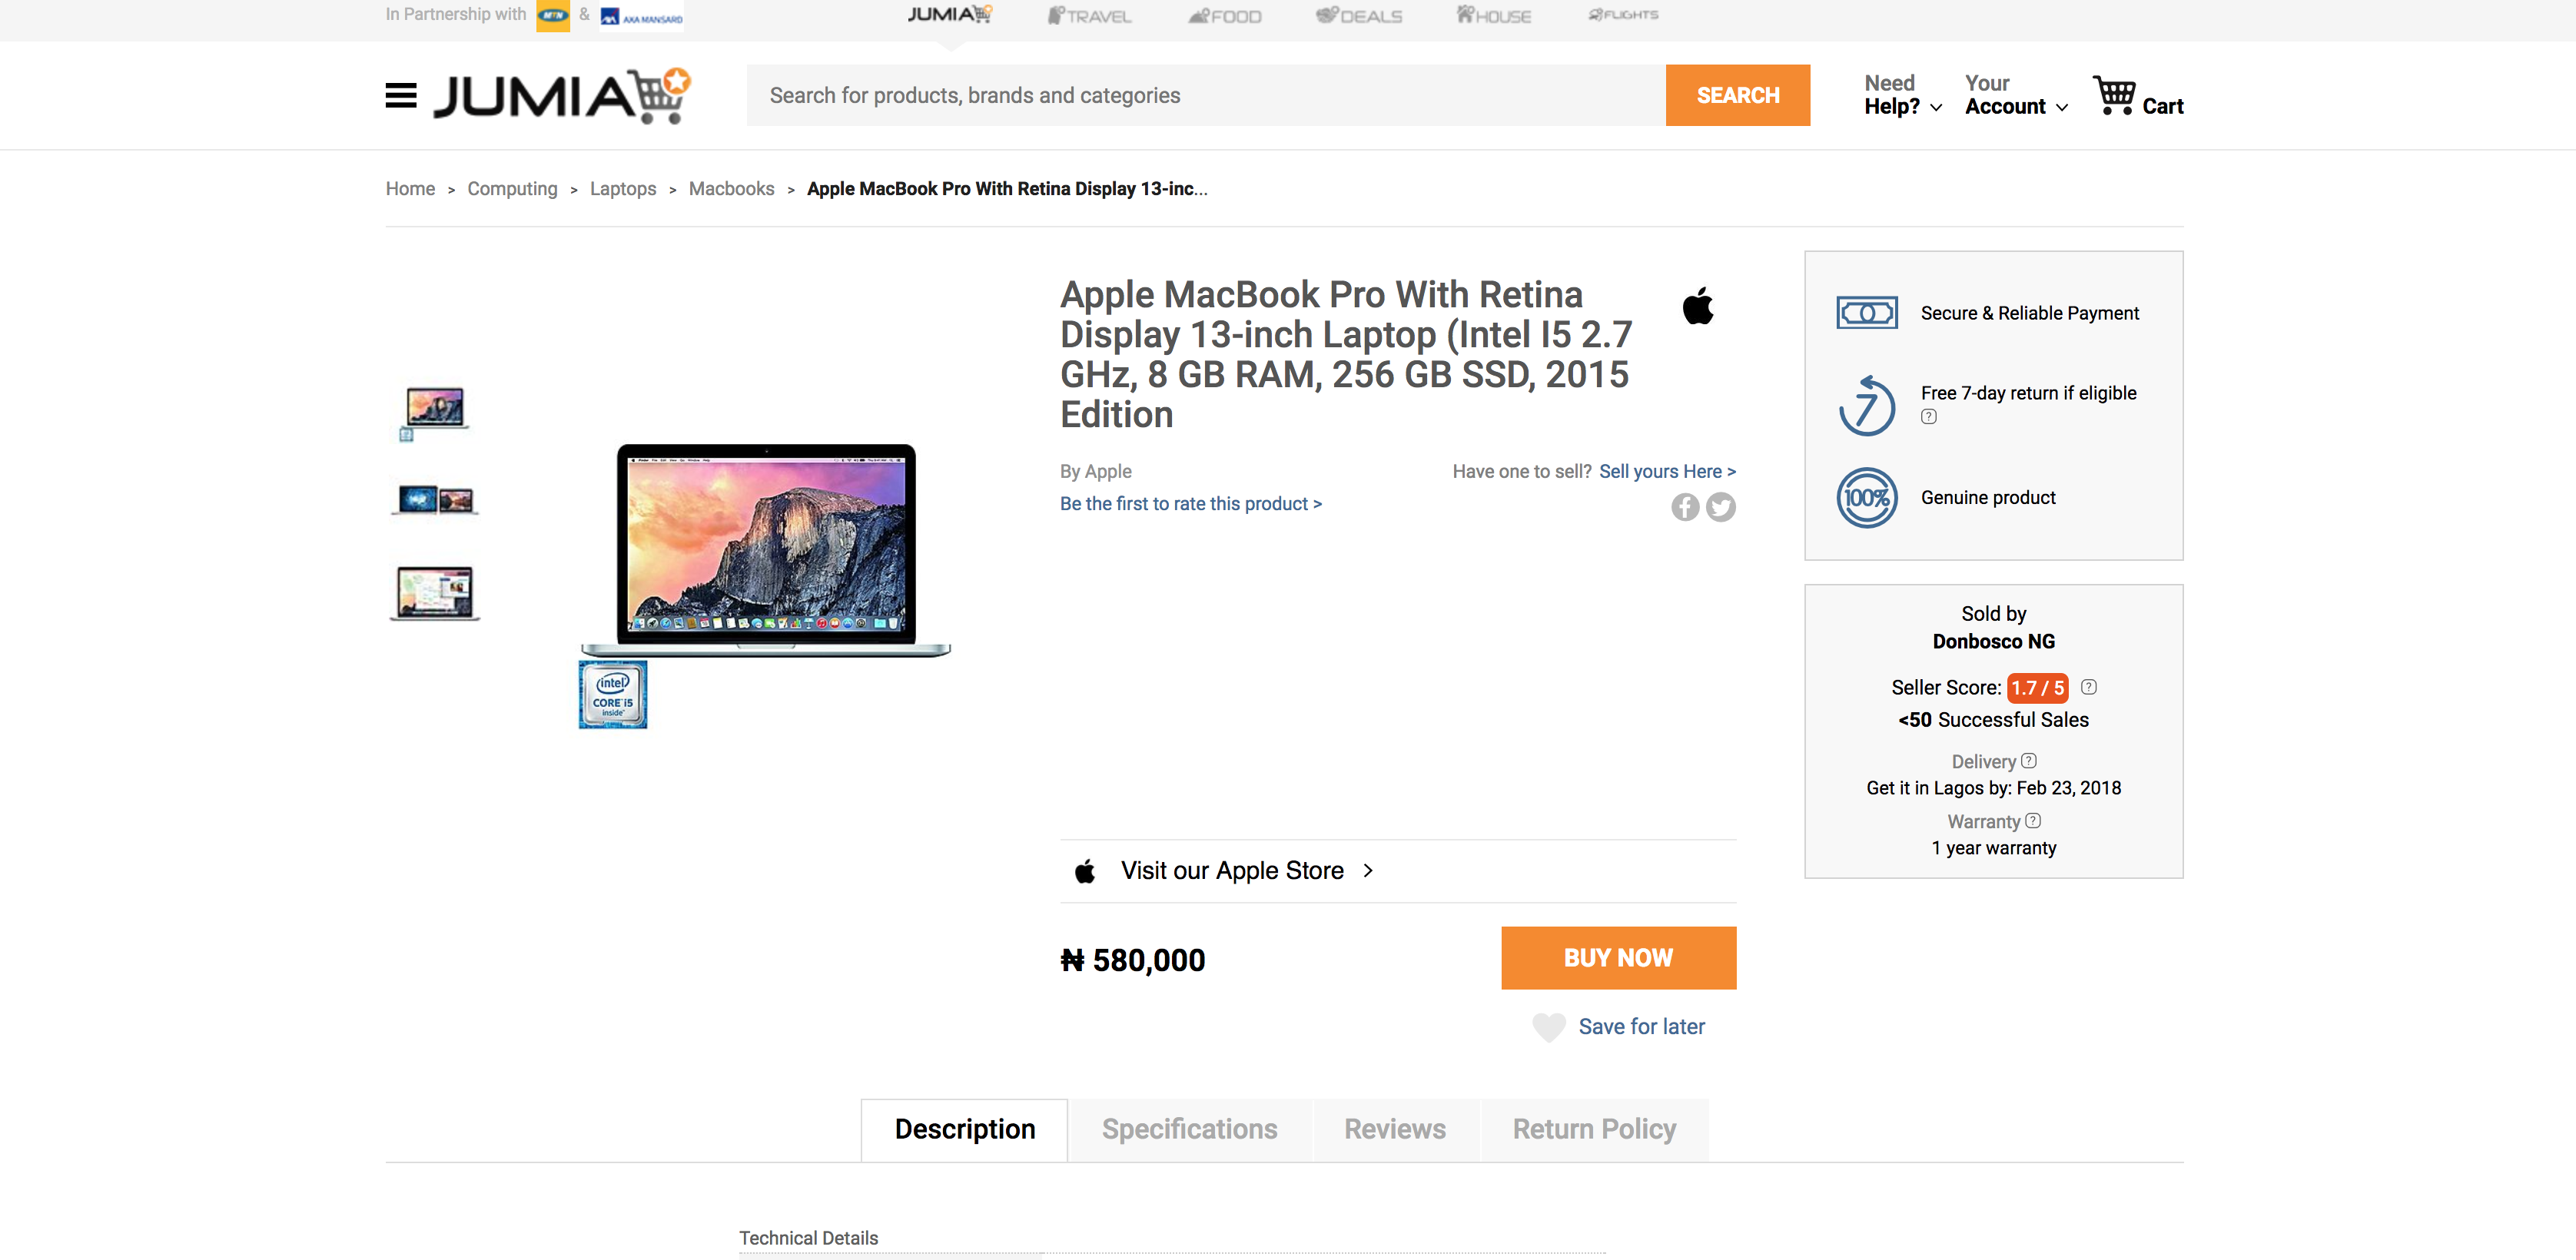 In Partnership with MTN & AXA MANSARD
JUMIA TRAVEL FOOD DEALS HOUSE FLIGHTS
JUMIA
Search for products, brands and categories
SEARCH
Need Help?
Your Account
Cart
Home > Computing > Laptops > Macbooks > Apple MacBook Pro With Retina Display 13-inc...
Apple MacBook Pro With Retina
Display 13-inch Laptop (Intel I5 2.7
GHz, 8 GB RAM, 256 GB SSD, 2015
Edition
By Apple
Have one to sell? Sell yours Here >
Be the first to rate this product >
intel
CORE i5
inside
Visit our Apple Store >
₦ 580,000
BUY NOW
Save for later
Secure & Reliable Payment
7
Free 7-day return if eligible
?
100%
Genuine product
Sold by
Donbosco NG
Seller Score: 1.7 / 5 ?
<50 Successful Sales
Delivery ?
Get it in Lagos by: Feb 23, 2018
Warranty ?
1 year warranty
Description Specifications Reviews Return Policy
Technical Details